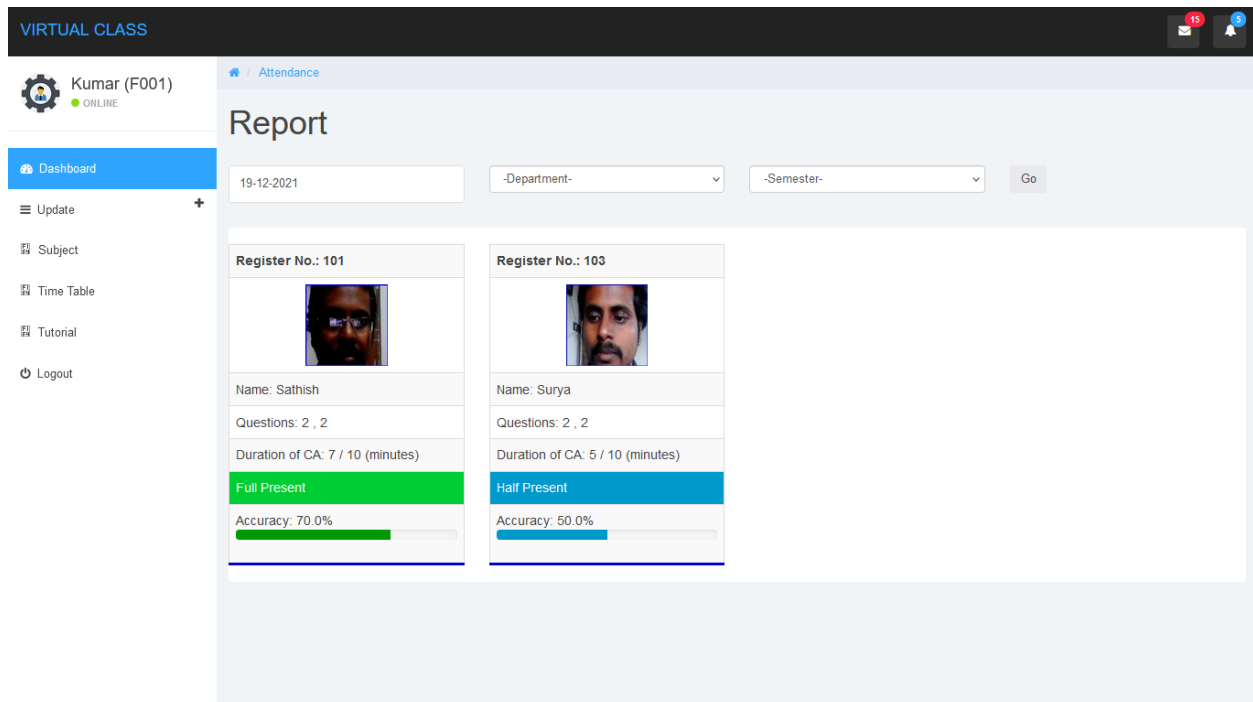 VIRTUAL CLASS
15
5
Kumar (F001)
ONLINE
/ Attendance
Report
Dashboard
Update
Subject
Time Table
Tutorial
Logout
19-12-2021
-Department-
-Semester-
Go
Register No.: 101
Name: Sathish
Questions: 2 , 2
Duration of CA: 7 / 10 (minutes)
Full Present
Accuracy: 70.0%
Register No.: 103
Name: Surya
Questions: 2 , 2
Duration of CA: 5 / 10 (minutes)
Half Present
Accuracy: 50.0%